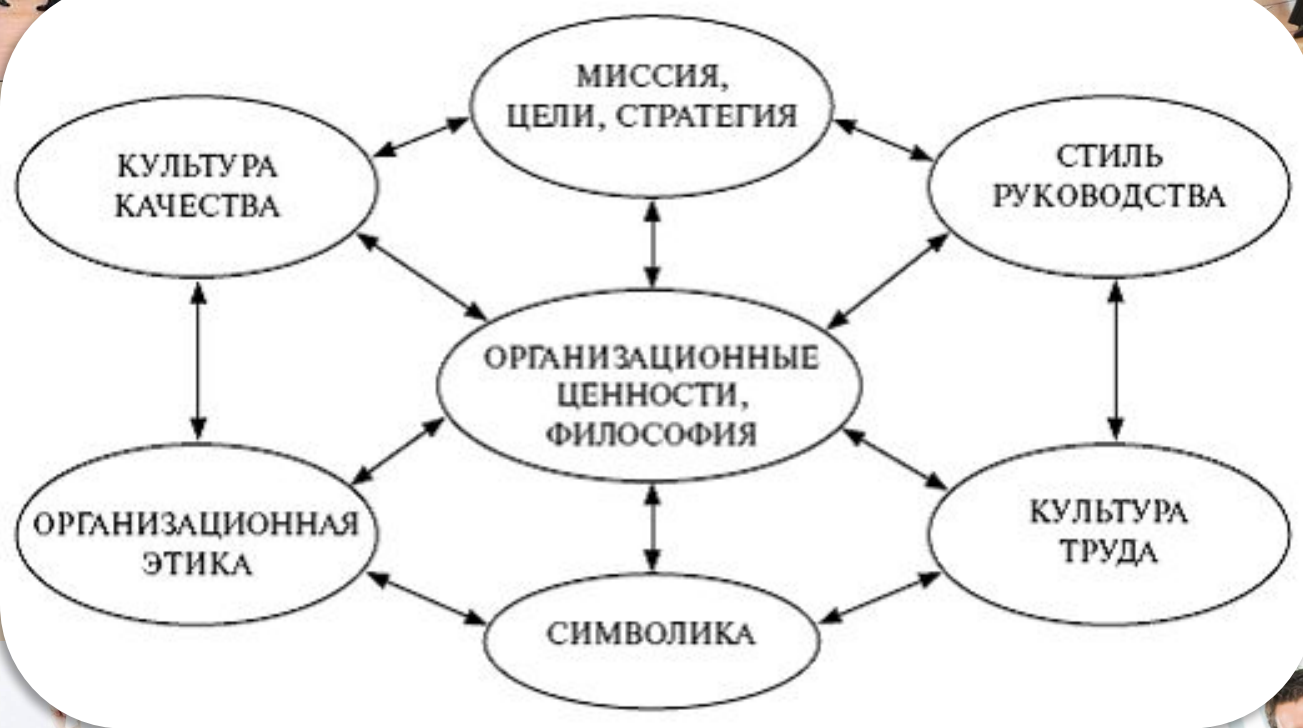 МИССИЯ,
ЦЕЛИ, СТРАТЕГИЯ
КУЛЬТУРА
КАЧЕСТВА
СТИЛЬ
РУКОВОДСТВА
ОРГАНИЗАЦИОННЫЕ
ЦЕННОСТИ,
ФИЛОСОФИЯ
ОРГАНИЗАЦИОННАЯ
ЭТИКА
КУЛЬТУРА
ТРУДА
СИМВОЛИКА